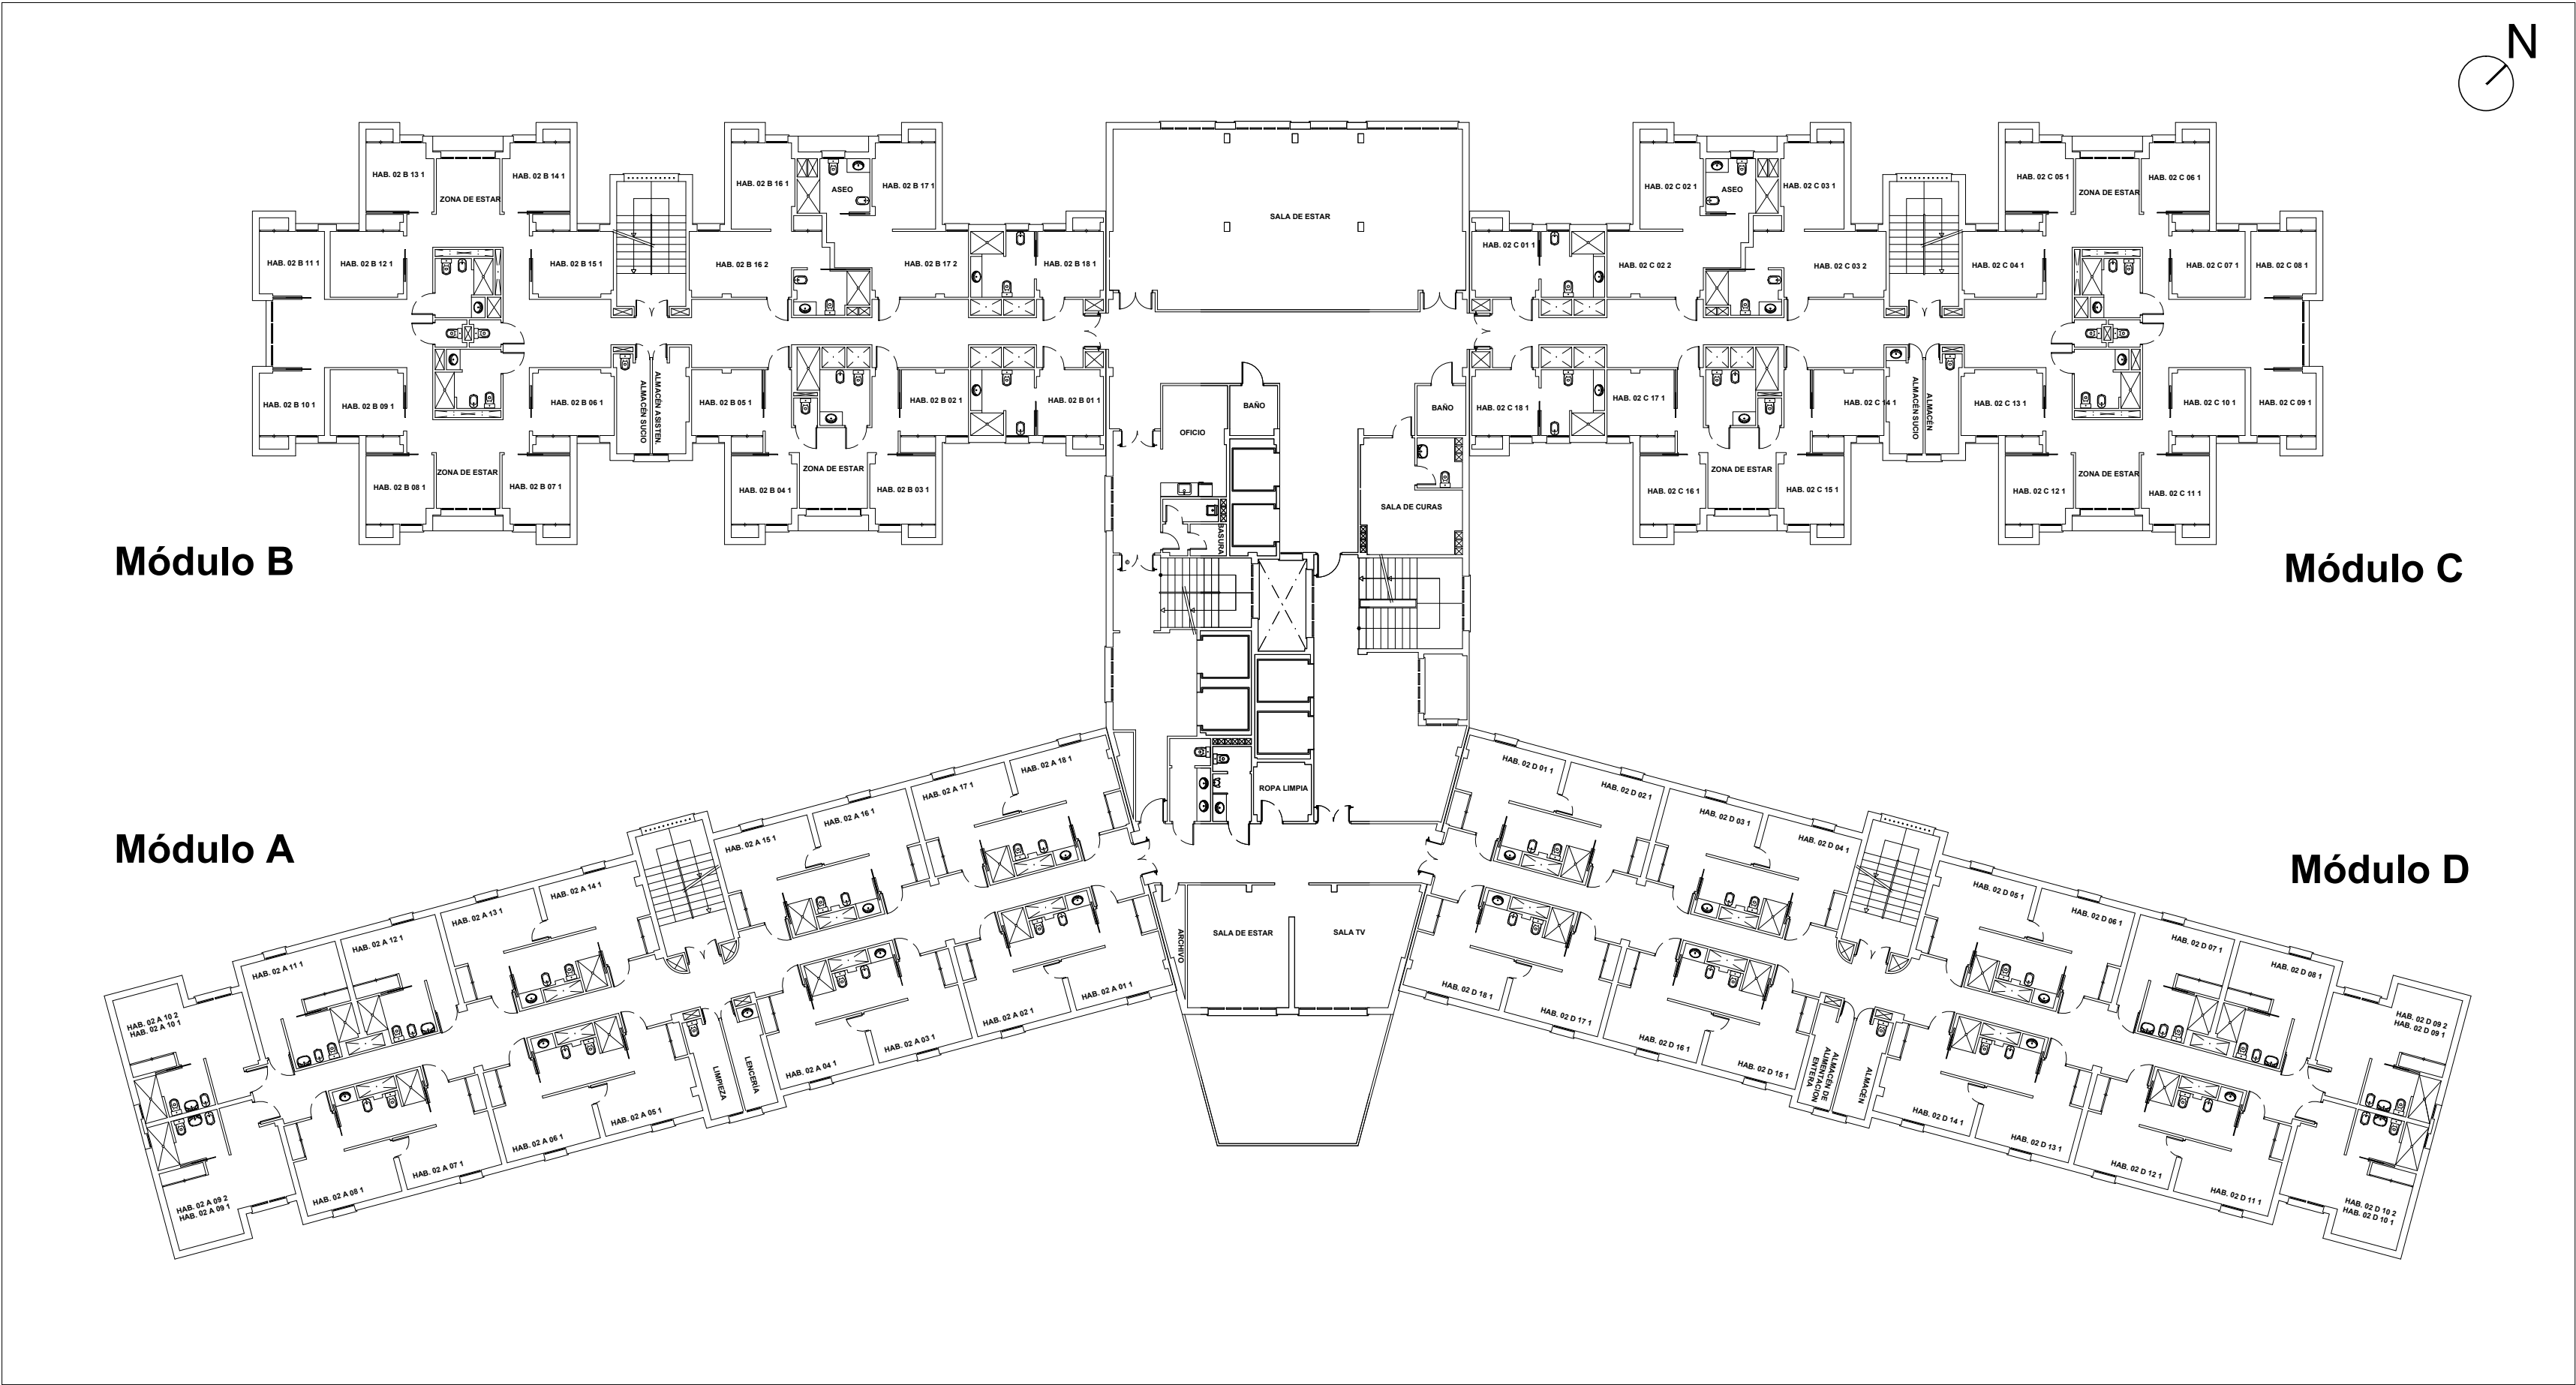 N
HAB. 02 B 13 1
HAB. 02 B 14 1
ZONA DE ESTAR
HAB. 02 B 16 1
ASEO
HAB. 02 B 17 1
HAB. 02 B 11 1
HAB. 02 B 12 1
HAB. 02 B 15 1
HAB. 02 B 16 2
HAB. 02 B 17 2
HAB. 02 B 18 1
SALA DE ESTAR
HAB. 02 C 02 1
ASEO
HAB. 02 C 03 1
HAB. 02 C 05 1
ZONA DE ESTAR
HAB. 02 C 06 1
HAB. 02 C 01 1
HAB. 02 C 02 2
HAB. 02 C 03 2
HAB. 02 C 04 1
HAB. 02 C 07 1
HAB. 02 C 08 1
HAB. 02 B 10 1
HAB. 02 B 09 1
HAB. 02 B 06 1
ALMACÉN SUCIO
ALMACÉN ASISTEN.
HAB. 02 B 05 1
HAB. 02 B 02 1
HAB. 02 B 01 1
HAB. 02 B 08 1
ZONA DE ESTAR
HAB. 02 B 07 1
HAB. 02 B 04 1
ZONA DE ESTAR
HAB. 02 B 03 1
OFICIO
BAÑO
BASURA
BAÑO
SALA DE CURAS
HAB. 02 C 18 1
HAB. 02 C 17 1
HAB. 02 C 14 1
ALMACÉN SUCIO
ALMACÉN
HAB. 02 C 13 1
HAB. 02 C 10 1
HAB. 02 C 09 1
HAB. 02 C 16 1
ZONA DE ESTAR
HAB. 02 C 15 1
HAB. 02 C 12 1
ZONA DE ESTAR
HAB. 02 C 11 1
Módulo B
Módulo C
Módulo A
Módulo D
HAB. 02 A 18 1
HAB. 02 A 17 1
HAB. 02 A 16 1
HAB. 02 A 15 1
HAB. 02 A 14 1
HAB. 02 A 13 1
HAB. 02 A 12 1
HAB. 02 A 11 1
HAB. 02 A 10 2
HAB. 02 A 10 1
HAB. 02 A 09 2
HAB. 02 A 09 1
HAB. 02 A 08 1
HAB. 02 A 07 1
HAB. 02 A 06 1
HAB. 02 A 05 1
LIMPIEZA
LENCERÍA
HAB. 02 A 04 1
HAB. 02 A 03 1
HAB. 02 A 02 1
HAB. 02 A 01 1
ROPA LIMPIA
ARCHIVO
SALA DE ESTAR
SALA TV
HAB. 02 D 01 1
HAB. 02 D 02 1
HAB. 02 D 03 1
HAB. 02 D 04 1
HAB. 02 D 05 1
HAB. 02 D 06 1
HAB. 02 D 07 1
HAB. 02 D 08 1
HAB. 02 D 09 2
HAB. 02 D 09 1
HAB. 02 D 10 2
HAB. 02 D 10 1
HAB. 02 D 11 1
HAB. 02 D 12 1
HAB. 02 D 13 1
HAB. 02 D 14 1
ALMACÉN
ALMACÉN DE
ALIMENTACION
ENTERA
HAB. 02 D 15 1
HAB. 02 D 16 1
HAB. 02 D 17 1
HAB. 02 D 18 1